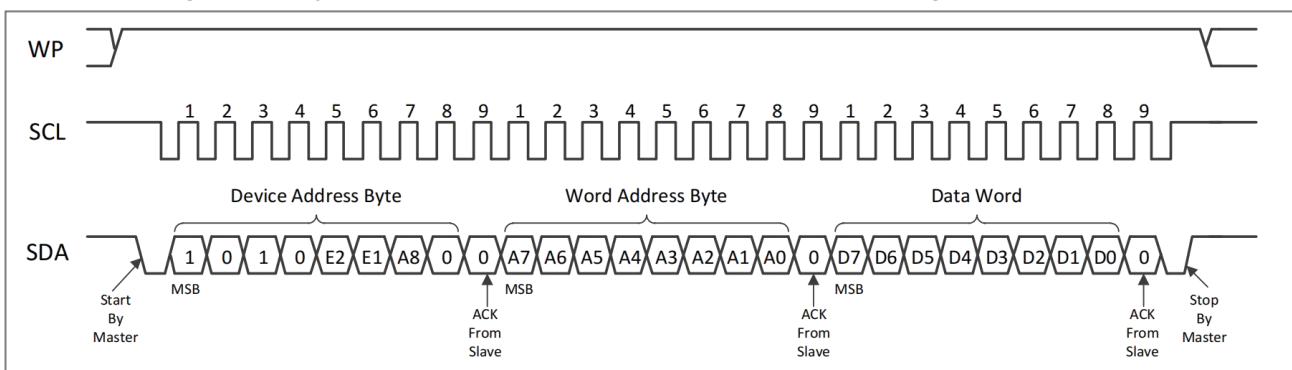 WP
1 2 3 4 5 6 7 8 9 1 2 3 4 5 6 7 8 9 1 2 3 4 5 6 7 8 9
SCL
Device Address Byte Word Address Byte Data Word
SDA
1 0 1 0 E2 E1 A8 0 0 A7 A6 A5 A4 A3 A2 A1 A0 0 D7 D6 D5 D4 D3 D2 D1 D0 0
MSB MSB MSB
Start
By
Master
ACK
From
Slave
ACK
From
Slave
ACK
From
Slave
Stop
By
Master